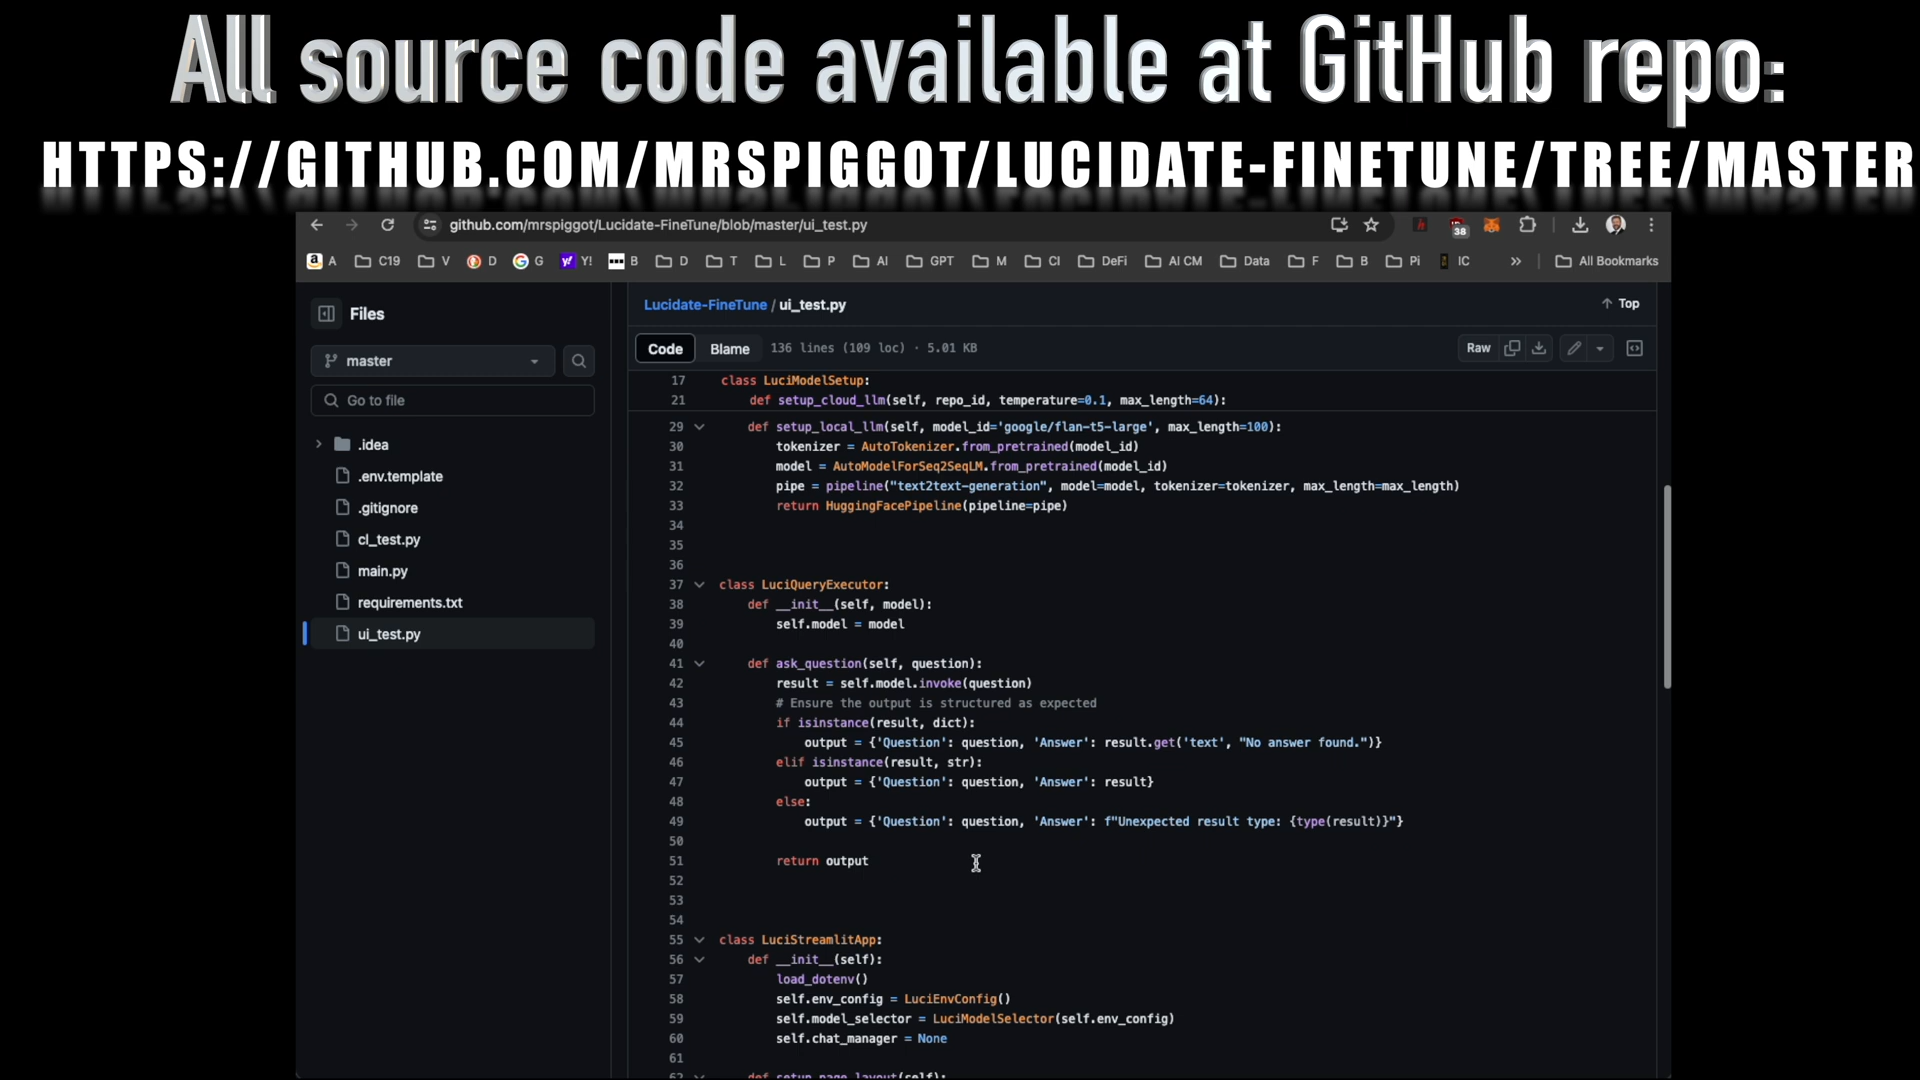 All source code available at GitHub repo:
HTTPS://GITHUB.COM/MRSPIGGOT/LUCIDATE-FINETUNE/TREE/MASTER
github.com/mrspiggot/Lucidate-FineTune/blob/master/ui_test.py
38
a A C19 V D G Y! B D T L P AI GPT M CI DeFi AI CM Data F B Pi IC » All Bookmarks
Files
master
Go to file
.idea
.env.template
.gitignore
cl_test.py
main.py
requirements.txt
ui_test.py
Lucidate-FineTune / ui_test.py
Top
Code Blame 136 lines (109 loc) · 5.01 KB
Raw
17 class LuciModelSetup:
21 def setup_cloud_llm(self, repo_id, temperature=0.1, max_length=64):
29 def setup_local_llm(self, model_id='google/flan-t5-large', max_length=100):
30 tokenizer = AutoTokenizer.from_pretrained(model_id)
31 model = AutoModelForSeq2SeqLM.from_pretrained(model_id)
32 pipe = pipeline("text2text-generation", model=model, tokenizer=tokenizer, max_length=max_length)
33 return HuggingFacePipeline(pipeline=pipe)
34
35
36
37 class LuciQueryExecutor:
38 def __init__(self, model):
39 self.model = model
40
41 def ask_question(self, question):
42 result = self.model.invoke(question)
43 # Ensure the output is structured as expected
44 if isinstance(result, dict):
45 output = {'Question': question, 'Answer': result.get('text', "No answer found.")}
46 elif isinstance(result, str):
47 output = {'Question': question, 'Answer': result}
48 else:
49 output = {'Question': question, 'Answer': f"Unexpected result type: {type(result)}"}
50
51 return output
52
53
54
55 class LuciStreamlitApp:
56 def __init__(self):
57 load_dotenv()
58 self.env_config = LuciEnvConfig()
59 self.model_selector = LuciModelSelector(self.env_config)
60 self.chat_manager = None
61
62 def setup_page_layout(self):